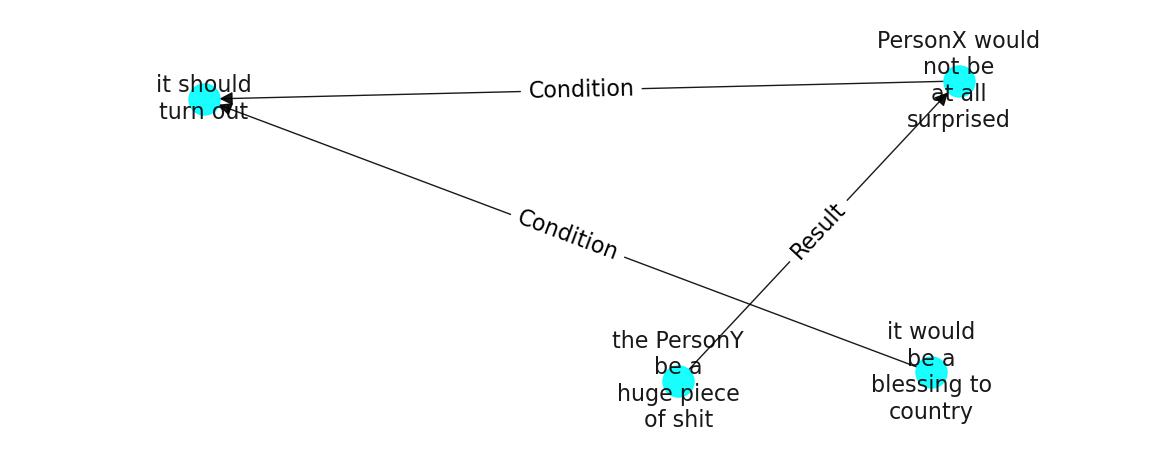 PersonX would
not be
at all
surprised
it should
turn out
Condition
Condition
Result
the PersonY
be a
huge piece
of shit
it would
be a
blessing to
country